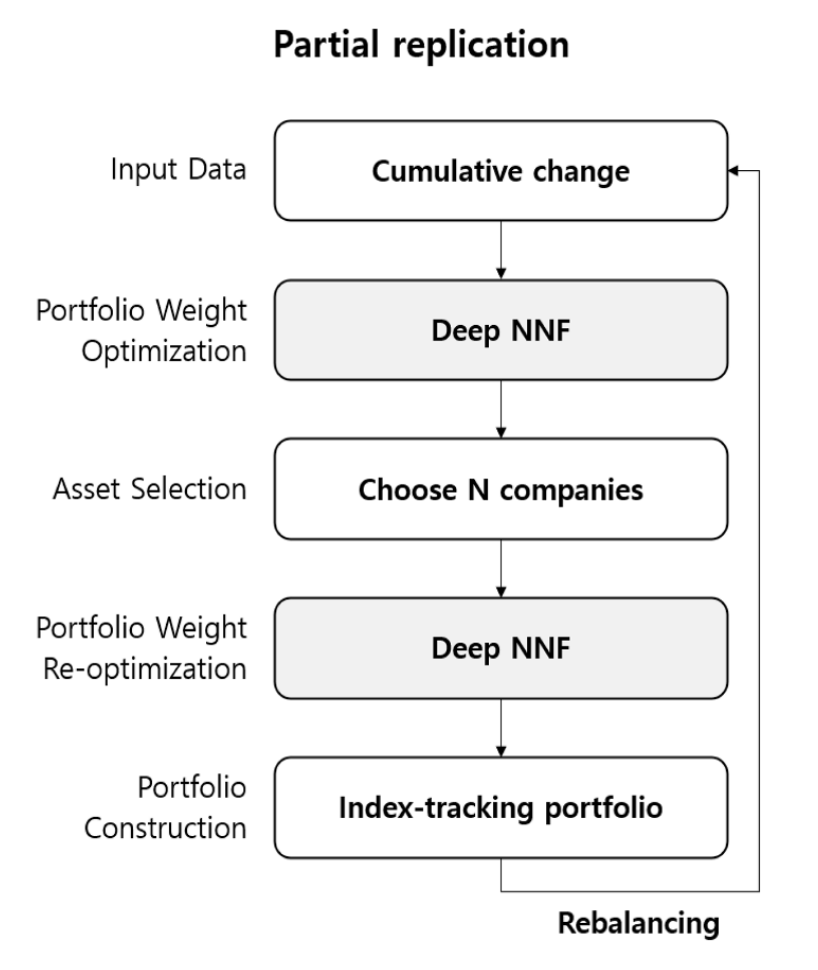 Partial replication
Input Data
Cumulative change
Portfolio Weight
Optimization
Deep NNF
Asset Selection
Choose N companies
Portfolio Weight
Re-optimization
Deep NNF
Portfolio
Construction
Index-tracking portfolio
Rebalancing